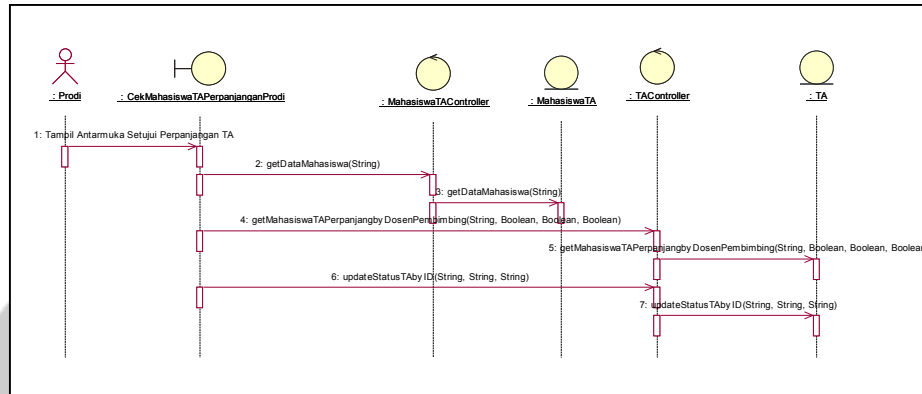 : Prodi
: CekMahasiswaTAPerpanjanganProdi
: MahasiswaTAController
: MahasiswaTA
: TAController
: TA
1: Tampil Antarmuka Setujui Perpanjangan TA
2: getDataMahasiswa(String)
3: getDataMahasiswa(String)
4: getMahasiswaTAPerpanjangbyDosenPembimbing(String, Boolean, Boolean, Boolean)
5: getMahasiswaTAPerpanjangbyDosenPembimbing(String, Boolean, Boolean, Boolean
6: updateStatusTAbyID(String, String, String)
7: updateStatusTAbyID(String, String, String)